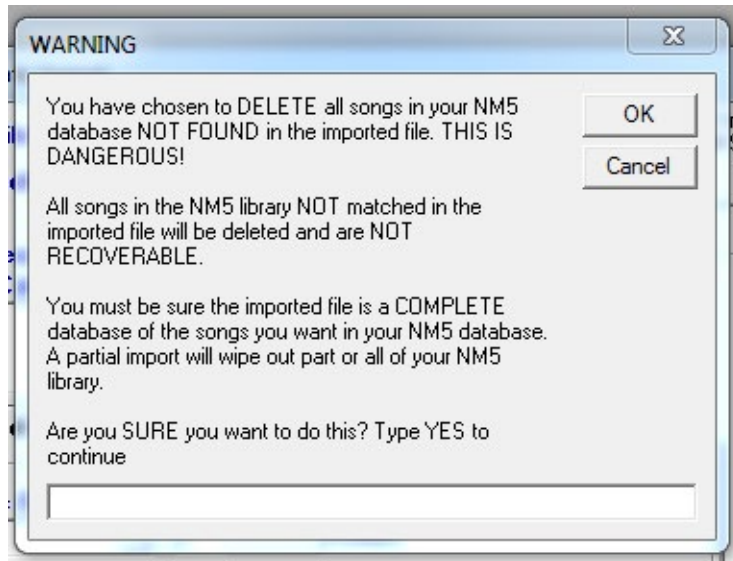 WARNING
You have chosen to DELETE all songs in your NM5
database NOT FOUND in the imported file. THIS IS
DANGEROUS!
All songs in the NM5 library NOT matched in the
imported file will be deleted and are NOT
RECOVERABLE.
You must be sure the imported file is a COMPLETE
database of the songs you want in your NM5 database.
A partial import will wipe out part or all of your NM5
library.
Are you SURE you want to do this? Type YES to
continue
OK
Cancel